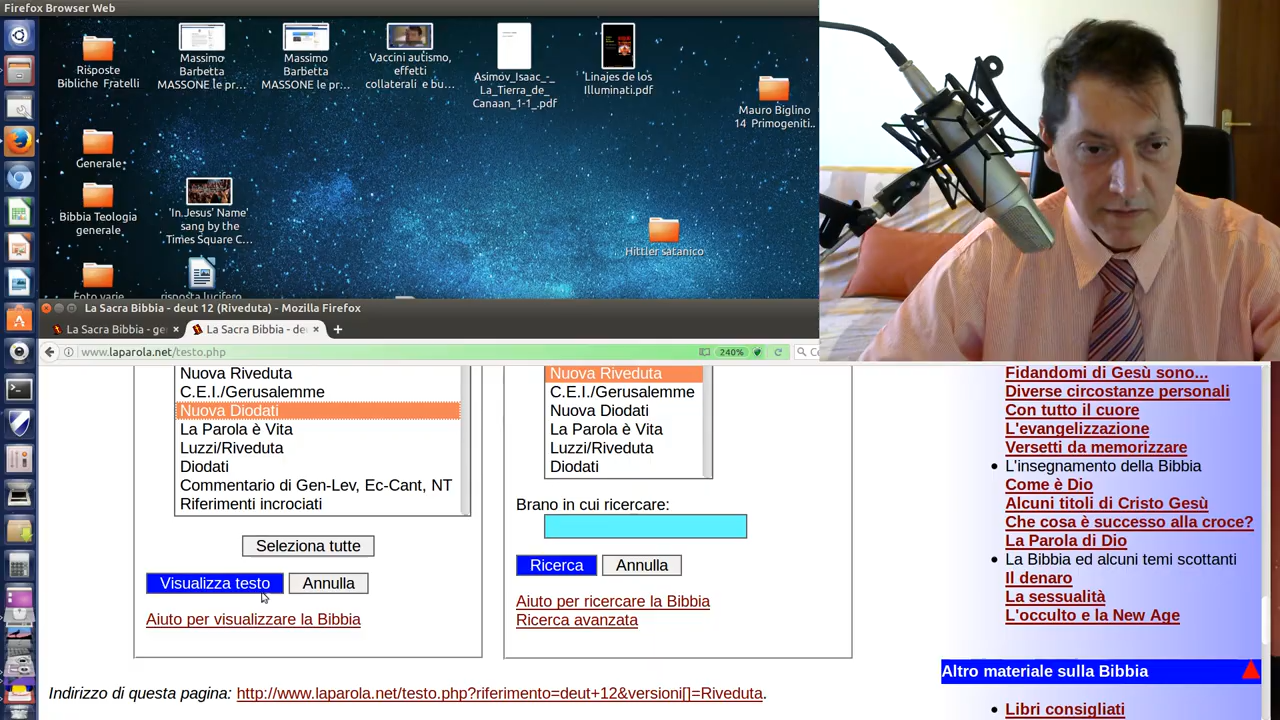 Firefox Browser Web
Risposte
Bibliche Fratelli
Massimo
Barbetta
MASSONE le pr...
Massimo
Barbetta
MASSONE le pr...
Vaccini autismo,
effetti
collaterali e bu...
Asimov_Isaac_-_
La_Tierra_de_
Canaan_1-1_.pdf
Linajes de los
Illuminati.pdf
Mauro Biglino
14 Primogeniti..
Generale
Bibbia Teologia
generale
'In Jesus' Name'
sung by the
Times Square C...
Hittler satanico
Foto varie
risposta lucifero
La Sacra Bibbia - deut 12 (Riveduta) - Mozilla Firefox
La Sacra Bibbia - ge
La Sacra Bibbia - de
www.laparola.net/testo.php
240%
Nuova Riveduta
C.E.I./Gerusalemme
Nuova Diodati
La Parola è Vita
Luzzi/Riveduta
Diodati
Commentario di Gen-Lev, Ec-Cant, NT
Riferimenti incrociati
Seleziona tutte
Visualizza testo
Annulla
Aiuto per visualizzare la Bibbia
Nuova Riveduta
C.E.I./Gerusalemme
Nuova Diodati
La Parola è Vita
Luzzi/Riveduta
Diodati
Brano in cui ricercare:
Ricerca
Annulla
Aiuto per ricercare la Bibbia
Ricerca avanzata
Indirizzo di questa pagina: http://www.laparola.net/testo.php?riferimento=deut+12&versioni[]=Riveduta.
Fidandomi di Gesù sono...
Diverse circostanze personali
Con tutto il cuore
L'evangelizzazione
Versetti da memorizzare
L'insegnamento della Bibbia
Come è Dio
Alcuni titoli di Cristo Gesù
Che cosa è successo alla croce?
La Parola di Dio
La Bibbia ed alcuni temi scottanti
Il denaro
La sessualità
L'occulto e la New Age
Altro materiale sulla Bibbia
Libri consigliati